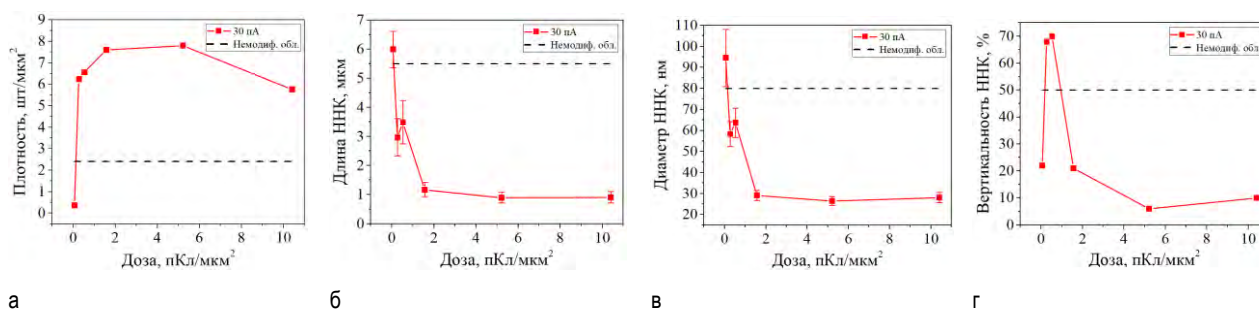 9
8
7
6
5
4
3
2
1
0
Плотность, шт/мкм²
30 пА
Немодиф. обл.
0 2 4 6 8 10
Доза, пКл/мкм²
а
7
6
5
4
3
2
1
0
Длина ННК, мкм
30 пА
Немодиф. обл.
0 2 4 6 8 10
Доза, пКл/мкм²
б
110
100
90
80
70
60
50
40
30
20
Диаметр ННК, нм
30 пА
Немодиф. обл.
0 2 4 6 8 10
Доза, пКл/мкм²
в
70
60
50
40
30
20
10
0
Вертикальность ННК, %
30 пА
Немодиф. обл.
0 2 4 6 8 10
Доза, пКл/мкм²
г